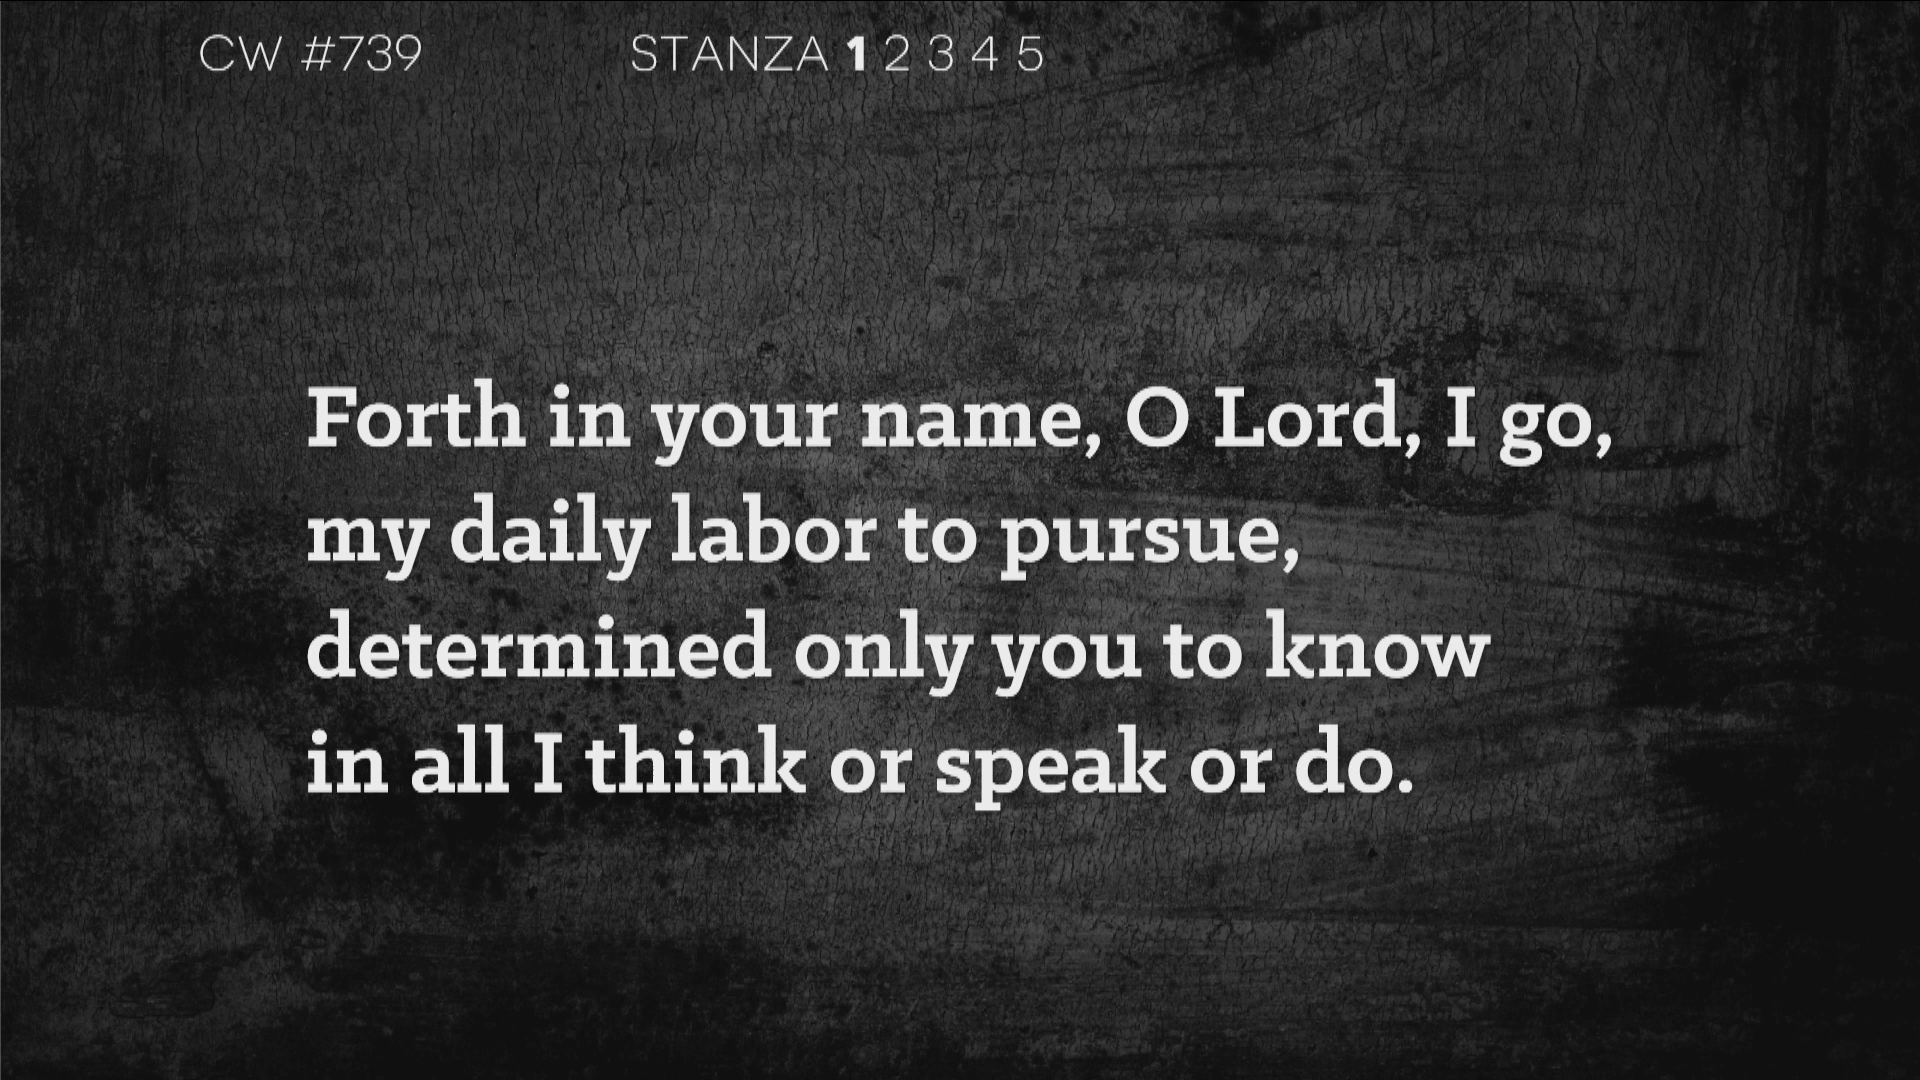 CW #739
STANZA 1 2 3 4 5
Forth in your name, O Lord, I go,
my daily labor to pursue,
determined only you to know
in all I think or speak or do.